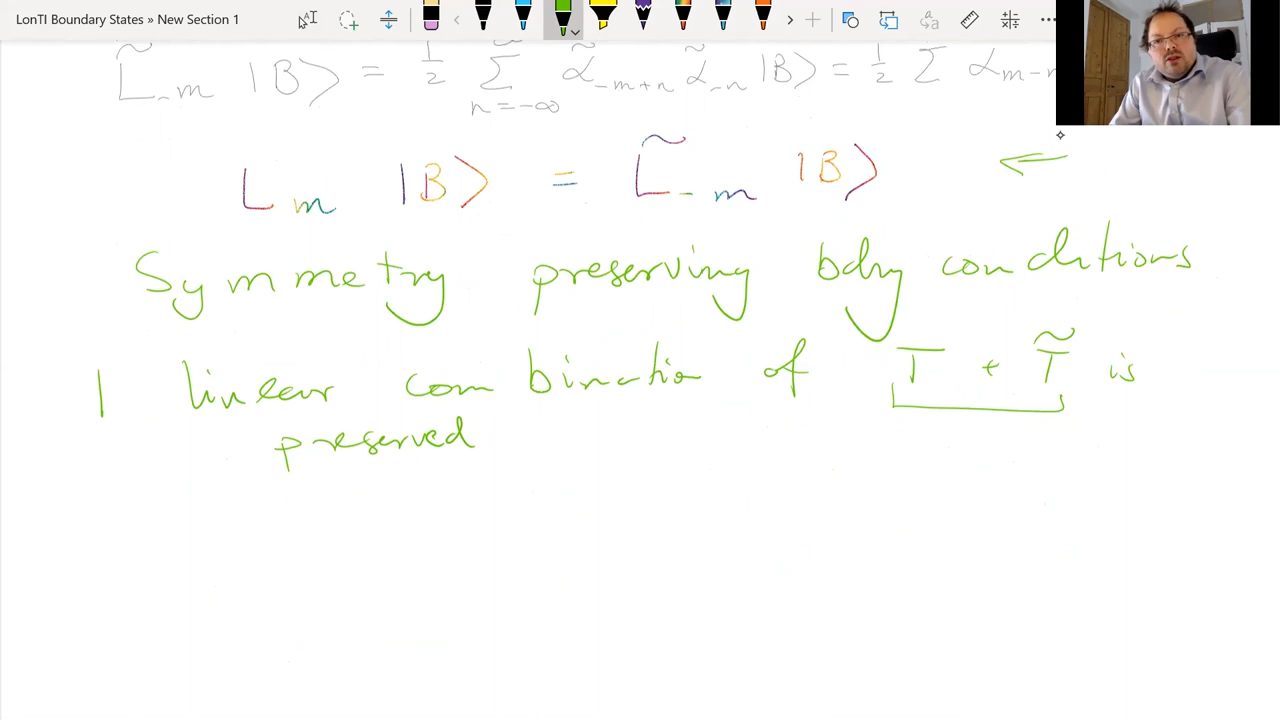 LonTI Boundary States » New Section 1
L̃_{-m} |B⟩ = 1/2 Σ_{n=-∞} α̃_{-m+n} α̃_{-n} |B⟩ = 1/2 Σ α_{m-n}
L_m |B⟩ = L̃_{-m} |B⟩ ⇐
Symmetry preserving bdry conditions
1 linear combination of T + T̃ is
preserved